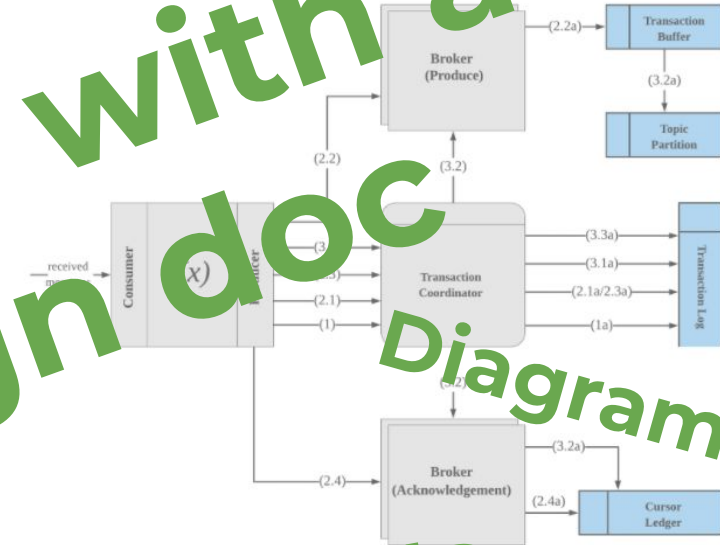 with a
(2.2a)
Transaction
Buffer
Broker
(Produce)
(3.2a)
Topic
Partition
(2.2)
doc
(3.2)
received
Consumer
x)
(2.1)
(1)
Transaction
Coordinator
(3.3a)
(3.1a)
(2.1a/2.3a)
(1a)
Transaction Log
Diagram
Broker
(Acknowledgement)
(2.4)
(3.2a)
(2.4a)
Cursor
Ledger